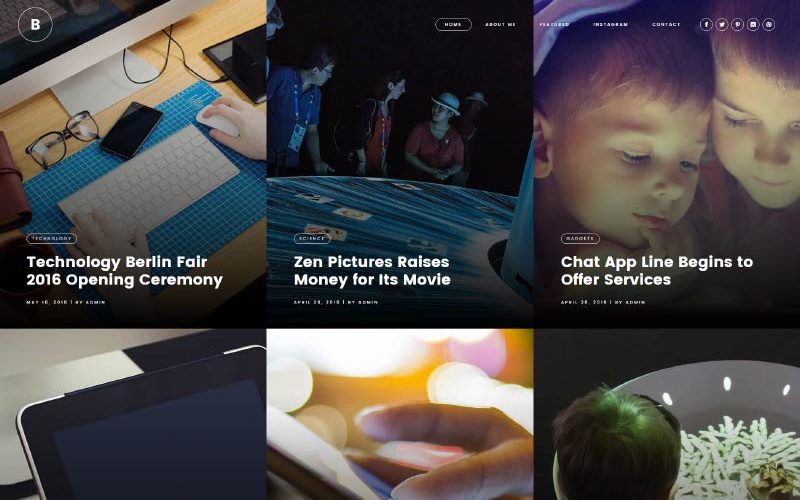 B
HOME
ABOUT ME
FEATURED
INSTAGRAM
CONTACT
TECHNOLOGY
Technology Berlin Fair
2016 Opening Ceremony
MAY 18, 2016 | BY ADMIN
SCIENCE
Zen Pictures Raises
Money for Its Movie
APRIL 28, 2016 | BY ADMIN
GADGETS
Chat App Line Begins to
Offer Services
APRIL 28, 2016 | BY ADMIN